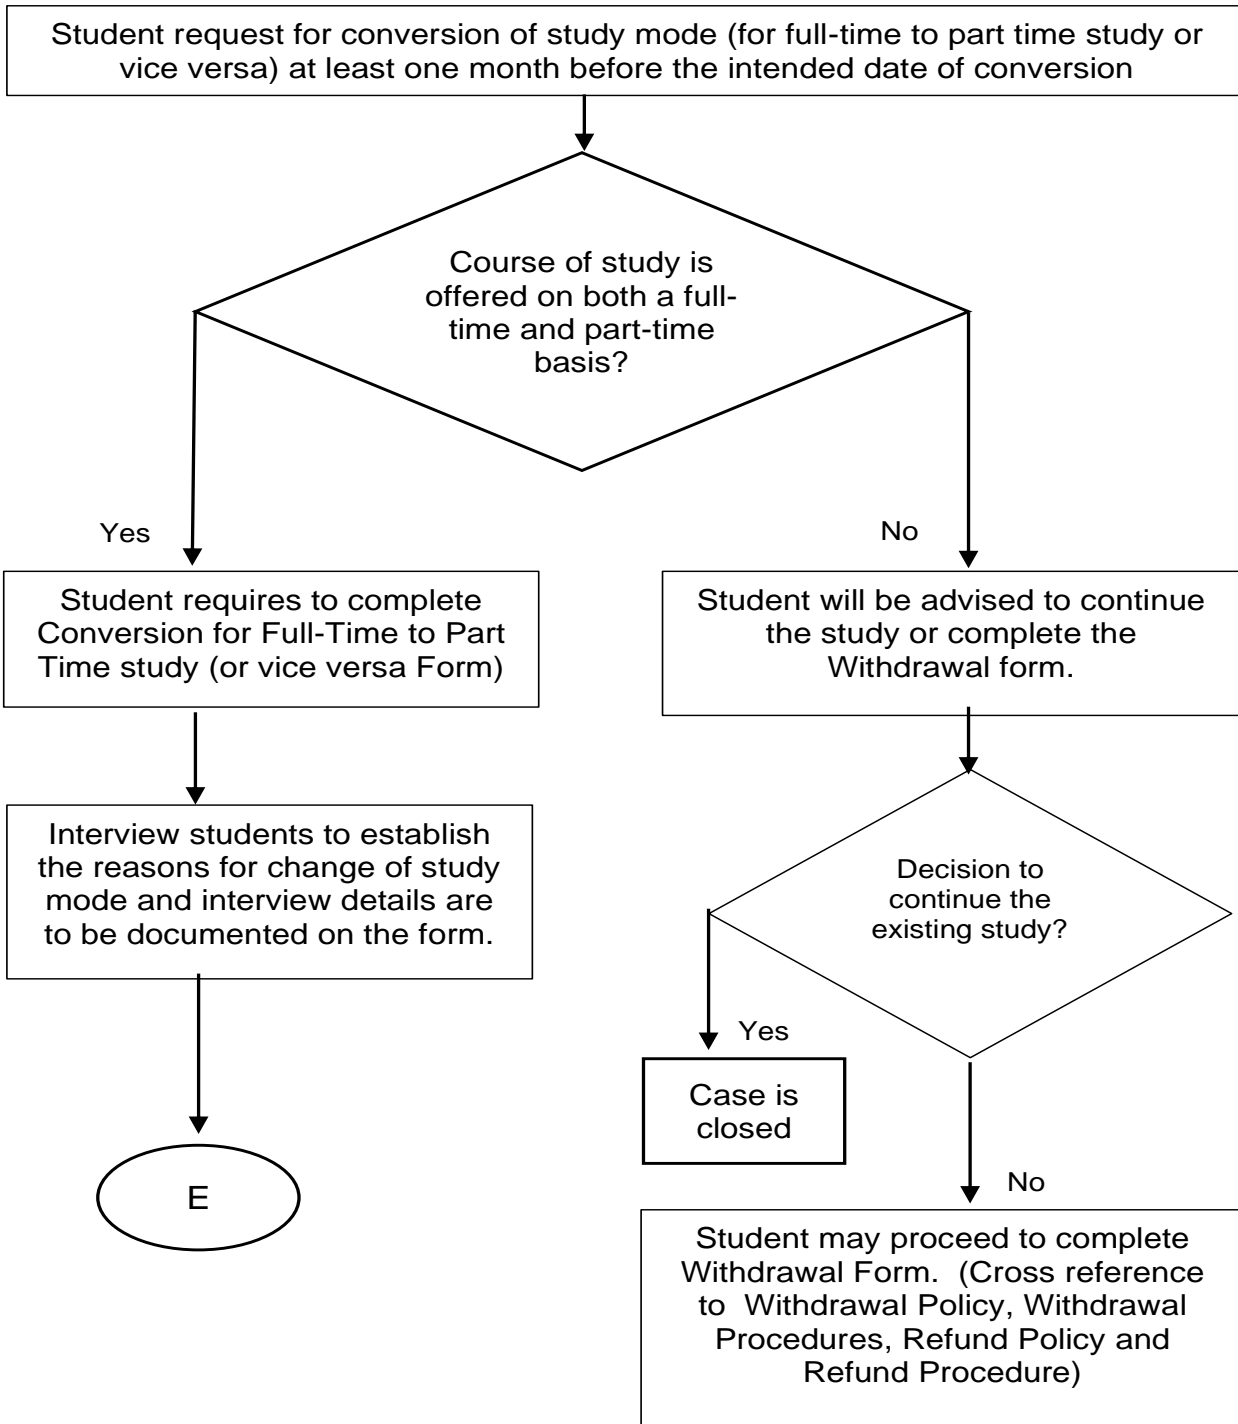 Student request for conversion of study mode (for full-time to part time study or
vice versa) at least one month before the intended date of conversion
Course of study is
offered on both a full-
time and part-time
basis?
Yes
No
Student requires to complete
Conversion for Full-Time to Part
Time study (or vice versa Form)
Student will be advised to continue
the study or complete the
Withdrawal form.
Interview students to establish
the reasons for change of study
mode and interview details are
to be documented on the form.
Decision to
continue the
existing study?
Yes
Case is
closed
E
No
Student may proceed to complete
Withdrawal Form. (Cross reference
to Withdrawal Policy, Withdrawal
Procedures, Refund Policy and
Refund Procedure)